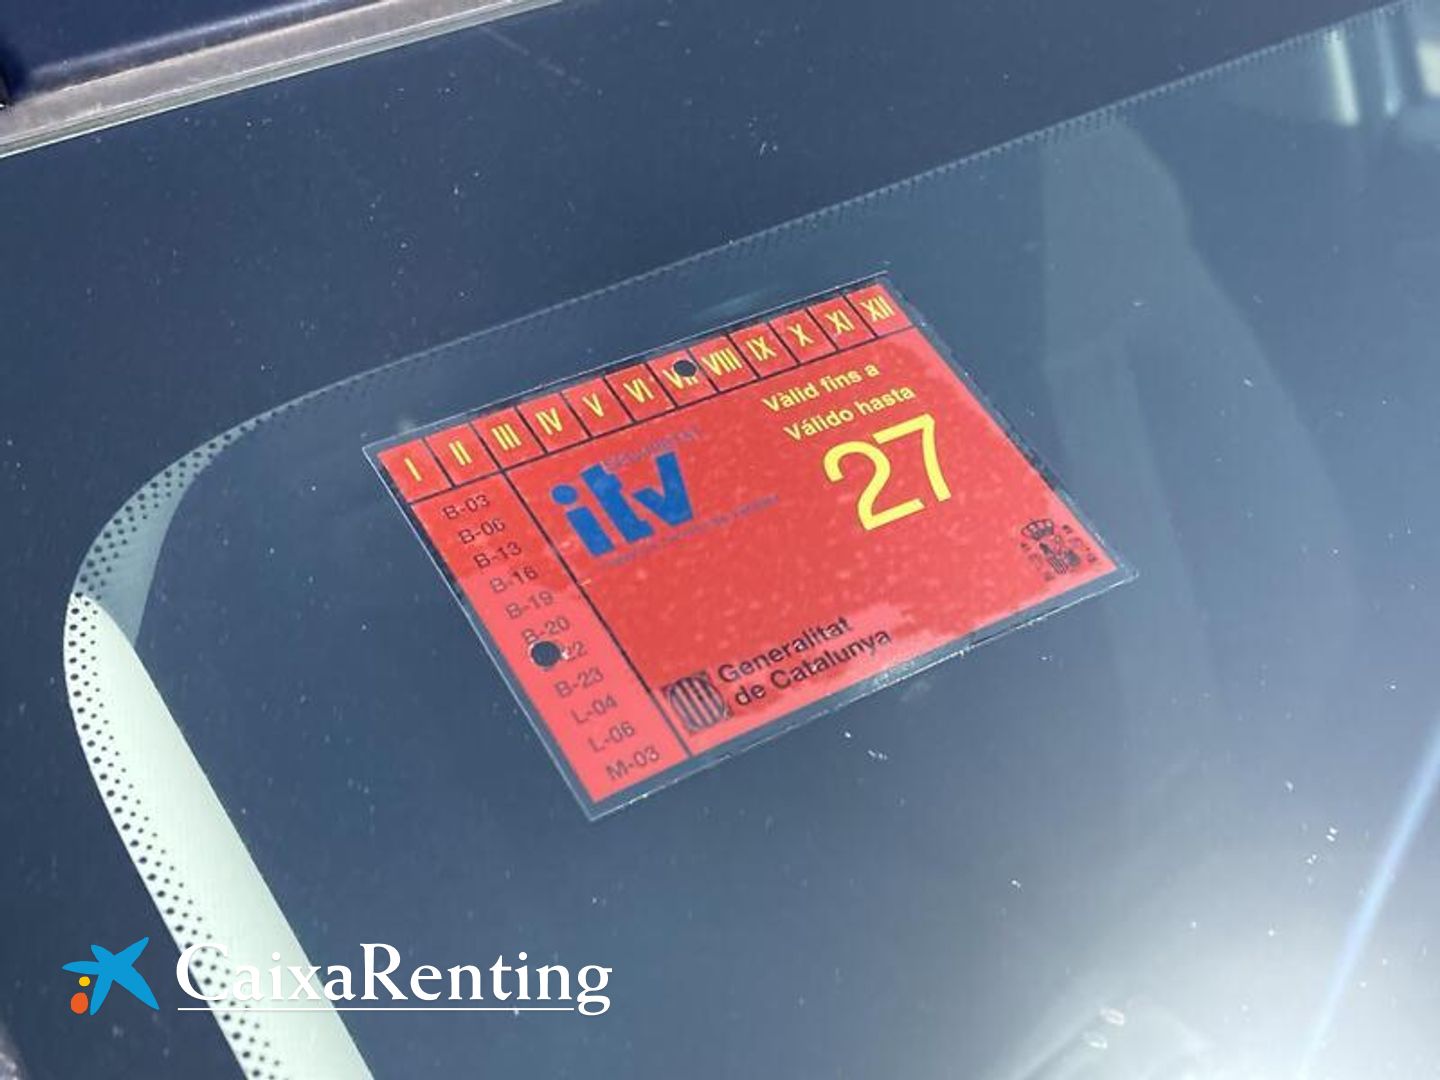 I II III IV V VI VII VIII IX X XI XII
Vàlid fins a
Válido hasta
27
itv
B-03
B-06
B-13
B-16
B-19
B-20
22
B-23
L-04
L-06
M-03
Generalitat
de Catalunya
CaixaRenting